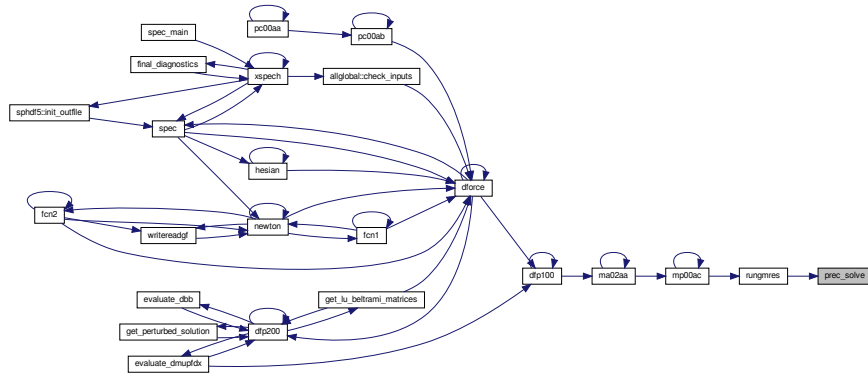 pc00aa
pc00ab
spec_main
final_diagnostics
xspech
allglobal::check_inputs
sphdf5::init_outfile
spec
hesian
dforce
fcn2
newton
writereadgf
fcn1
dfp100
ma02aa
mp00ac
rungmres
prec_solve
evaluate_dbb
get_lu_beltrami_matrices
get_perturbed_solution
dfp200
evaluate_dmupfdx